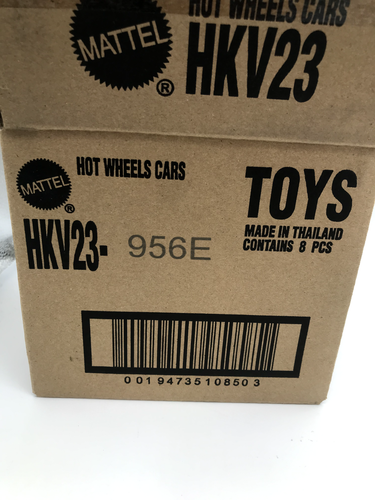 HOT WHEELS CARS
MATTEL
®
HKV23
MATTEL
®
HOT WHEELS CARS
TOYS
MADE IN THAILAND
CONTAINS 8 PCS
HKV23- 956E
0 01 94735 10850 3